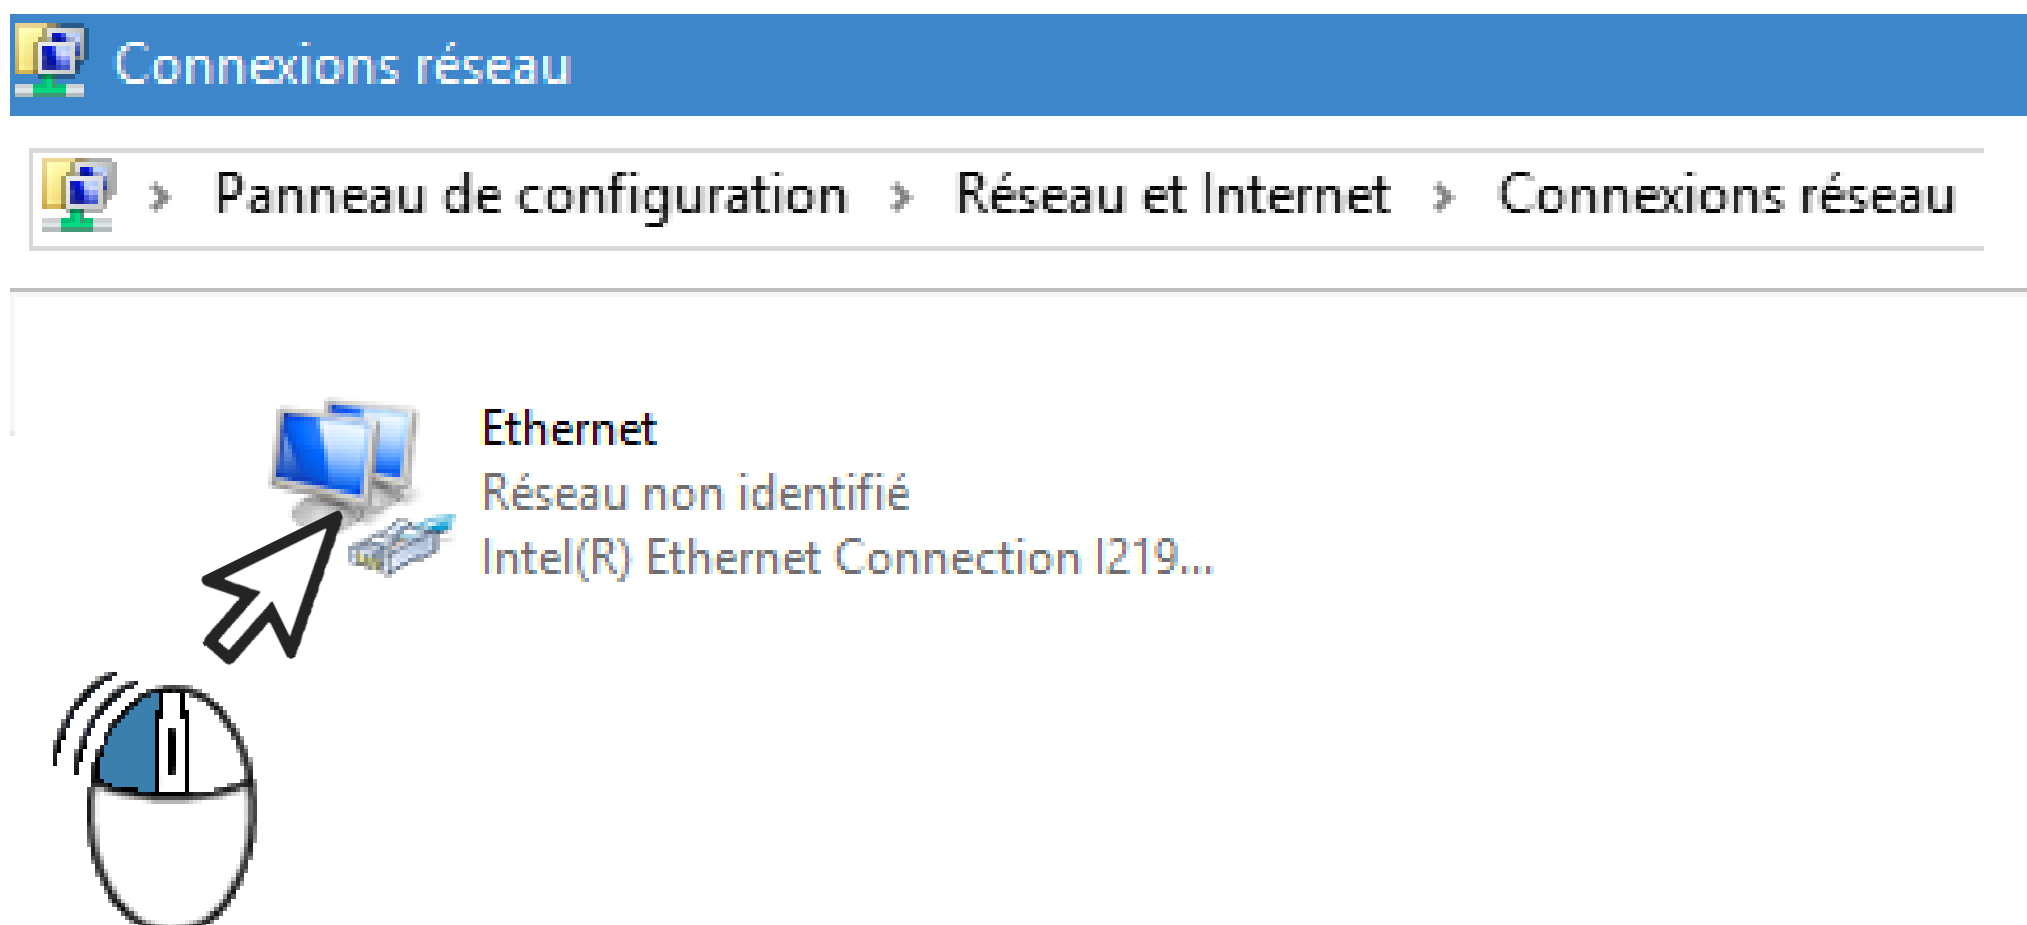 Connexions réseau
> Panneau de configuration > Réseau et Internet > Connexions réseau
Ethernet
Réseau non identifié
Intel(R) Ethernet Connection I219...